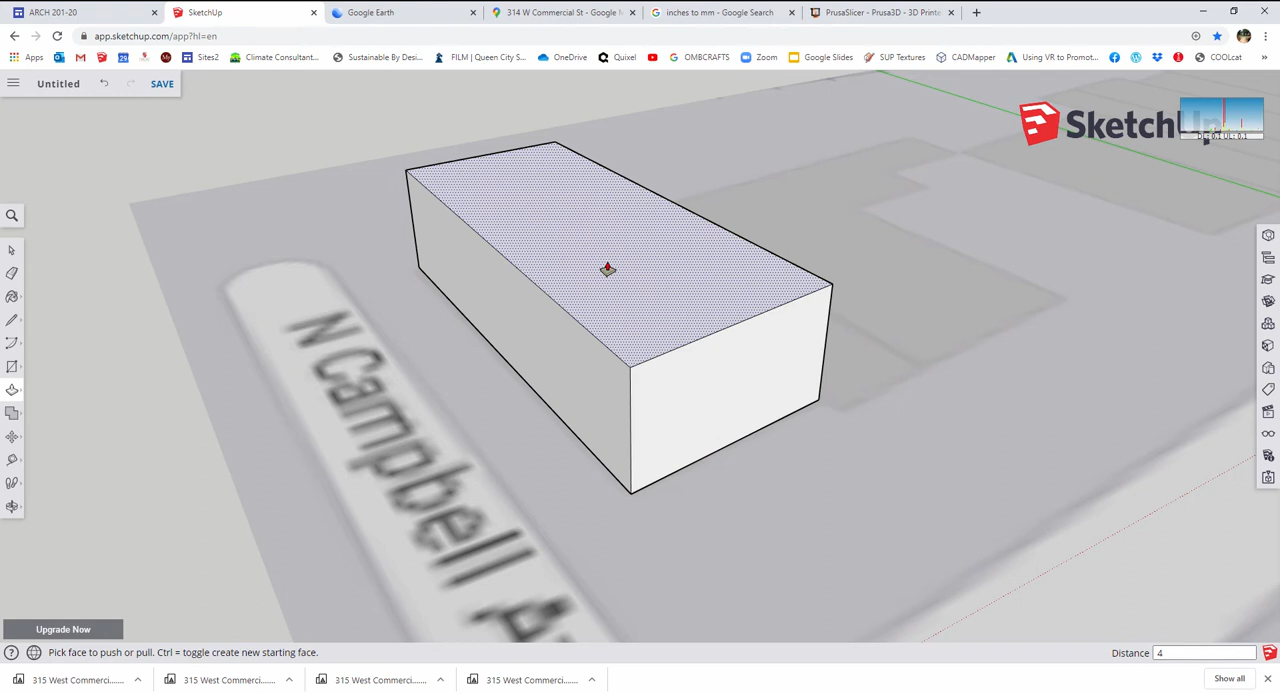 ARCH 201-20
SketchUp
Google Earth
314 W Commercial St - Google M
inches to mm - Google Search
PrusaSlicer - Prusa3D - 3D Printe
app.sketchup.com/app?hl=en
Apps
Sites2
Climate Consultant...
Sustainable By Desi...
FILM | Queen City S...
OneDrive
Quixel
OMBCRAFTS
Zoom
Google Slides
SUP Textures
CADMapper
Using VR to Promot...
COOLcat
Untitled
SAVE
SketchUp
N Campbell A
Upgrade Now
Pick face to push or pull. Ctrl = toggle create new starting face.
Distance 4
315 West Commerci......
315 West Commerci......
315 West Commerci......
315 West Commerci......
Show all